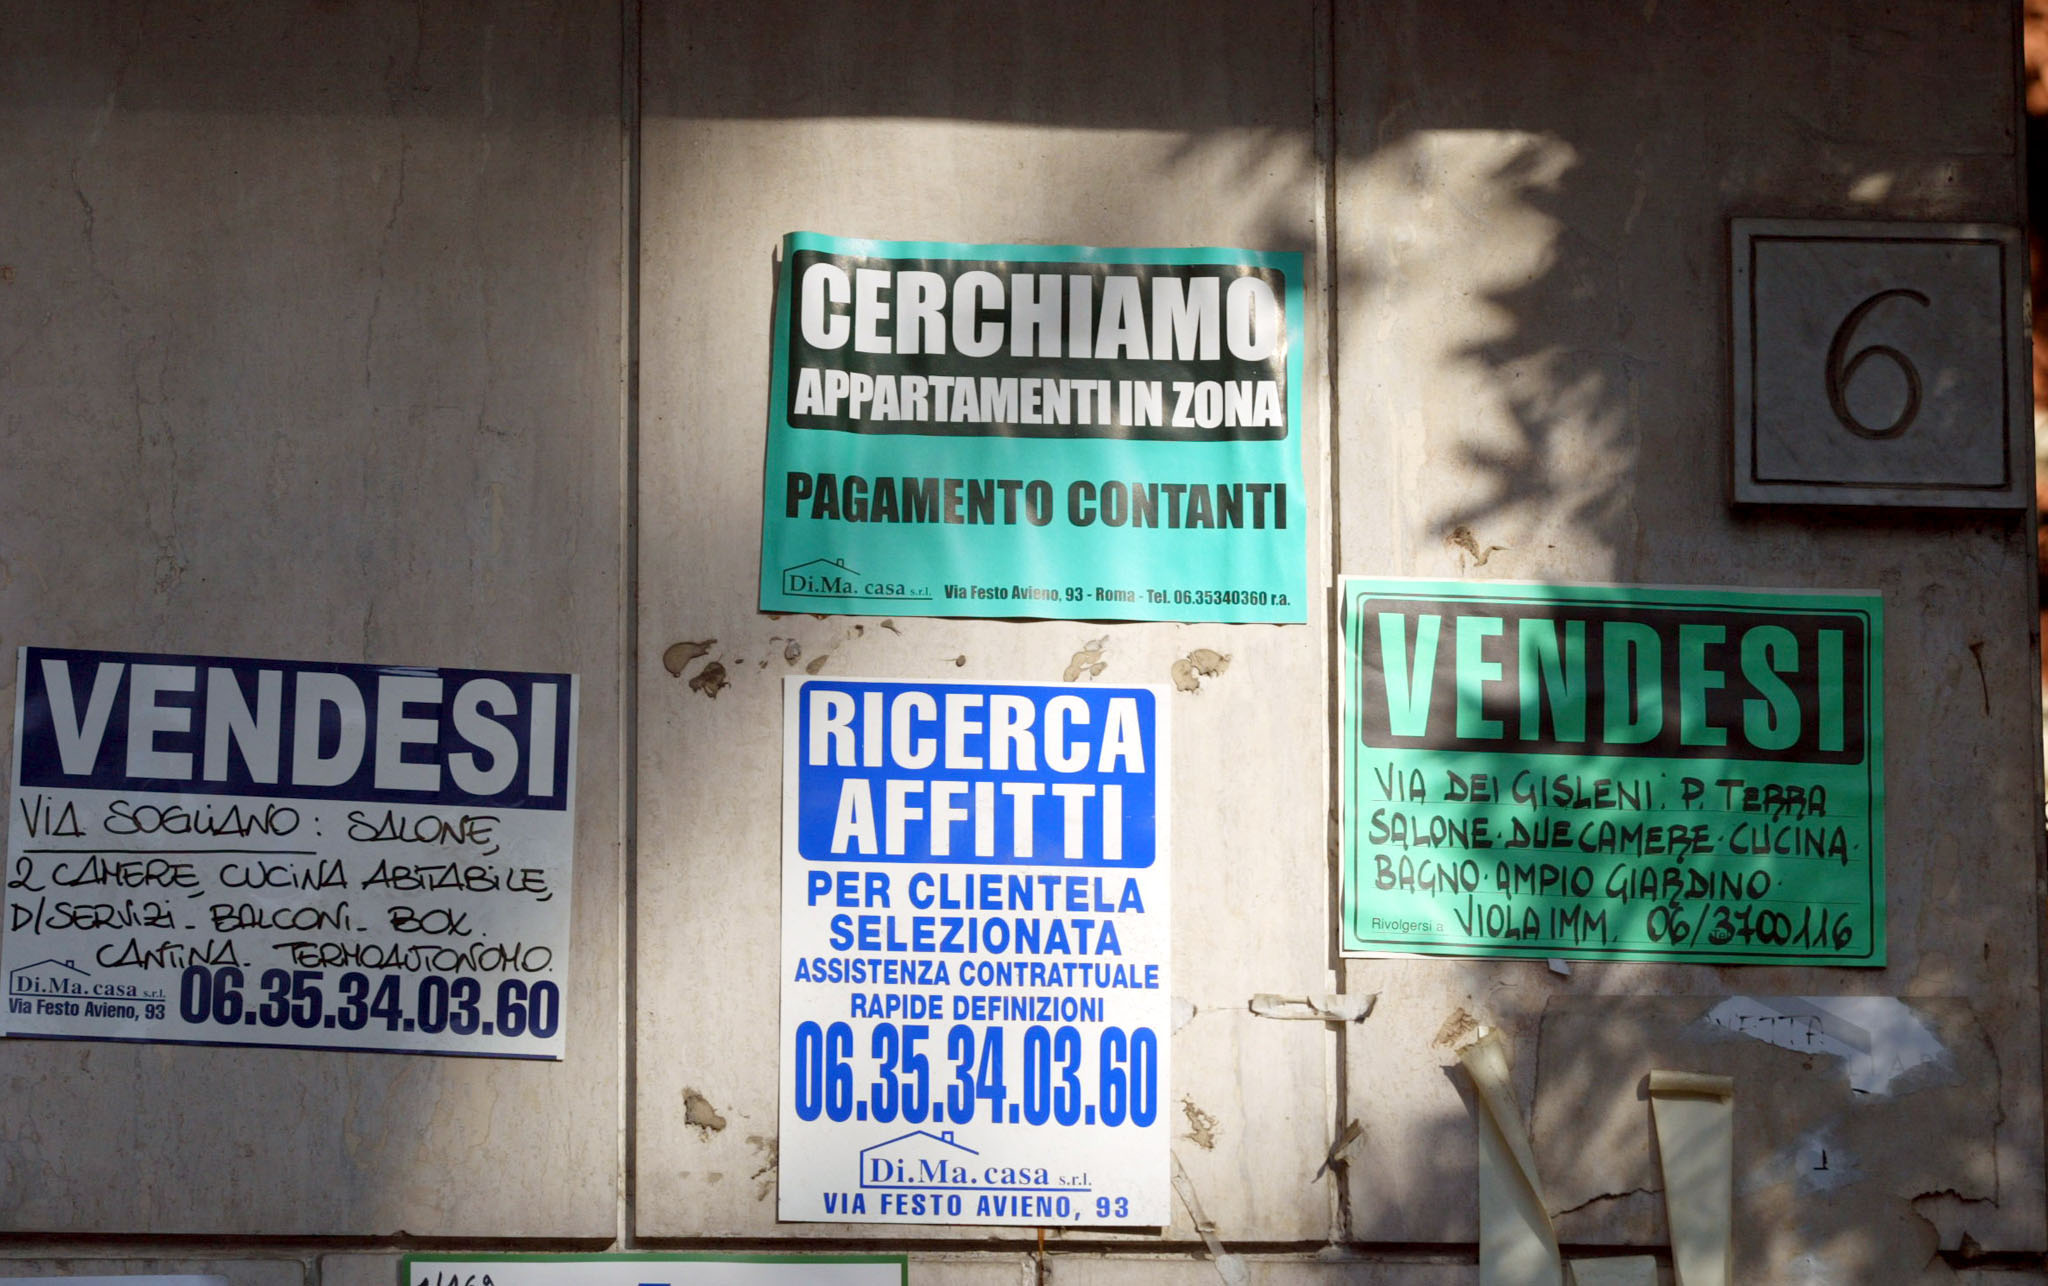 CERCHIAMO
APPARTAMENTI IN ZONA
PAGAMENTO CONTANTI
Di.Ma. casa s.r.l. Via Festo Avieno, 93 - Roma - Tel. 06.35340360 r.a.
6
VENDESI
VIA SOGLIANO: SALONE,
2 CAMERE, CUCINA ABITABILE,
D/SERVIZI - BALCONI - BOX.
CANTINA - TERMOAUTONOMO.
Di.Ma. casa s.r.l.
Via Festo Avieno, 93
06.35.34.03.60
RICERCA
AFFITTI
PER CLIENTELA
SELEZIONATA
ASSISTENZA CONTRATTUALE
RAPIDE DEFINIZIONI
06.35.34.03.60
Di.Ma. casa s.r.l.
VIA FESTO AVIENO, 93
VENDESI
VIA DEI GISLENI. P. TERRA
SALONE · DUE CAMERE · CUCINA ·
BAGNO · AMPIO GIARDINO ·
Rivolgersi a VIOLA IMM. Tel. 06/3700116